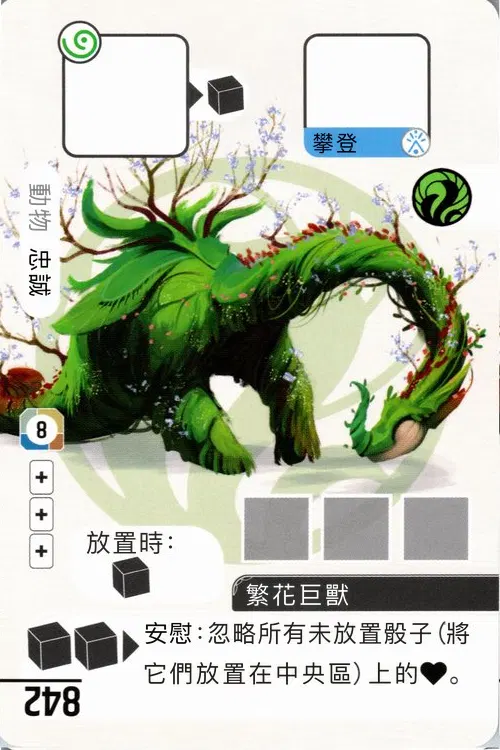 攀登
動物 忠誠
8
+
+
+
放置時：
繁花巨獸
安慰：忽略所有未放置骰子（將
它們放置在中央區）上的♥。
842